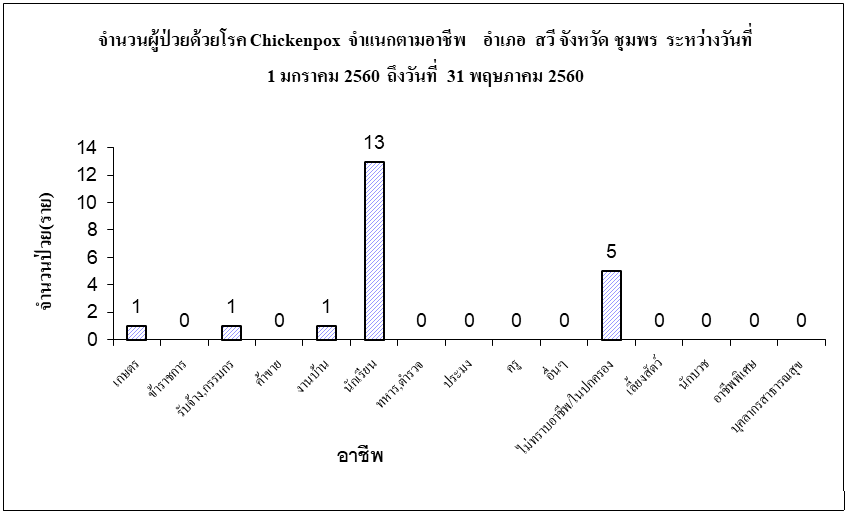 จำนวนผู้ป่วยด้วยโรค Chickenpox จำแนกตามอาชีพ อำเภอ สวี จังหวัด ชุมพร ระหว่างวันที่
1 มกราคม 2560 ถึงวันที่ 31 พฤษภาคม 2560
จำนวนป่วย(ราย)
14
12
10
8
6
4
2
0
1
0
1
0
1
13
0
0
0
0
5
0
0
0
0
เกษตร
ข้าราชการ
รับจ้าง,กรรมกร
ค้าขาย
งานบ้าน
นักเรียน
ทหาร,ตำรวจ
ประมง
ครู
อื่นๆ
ไม่ทราบอาชีพ/ในปกครอง
เลี้ยงสัตว์
นักบวช
อาชีพพิเศษ
บุคลากรสาธารณสุข
อาชีพ